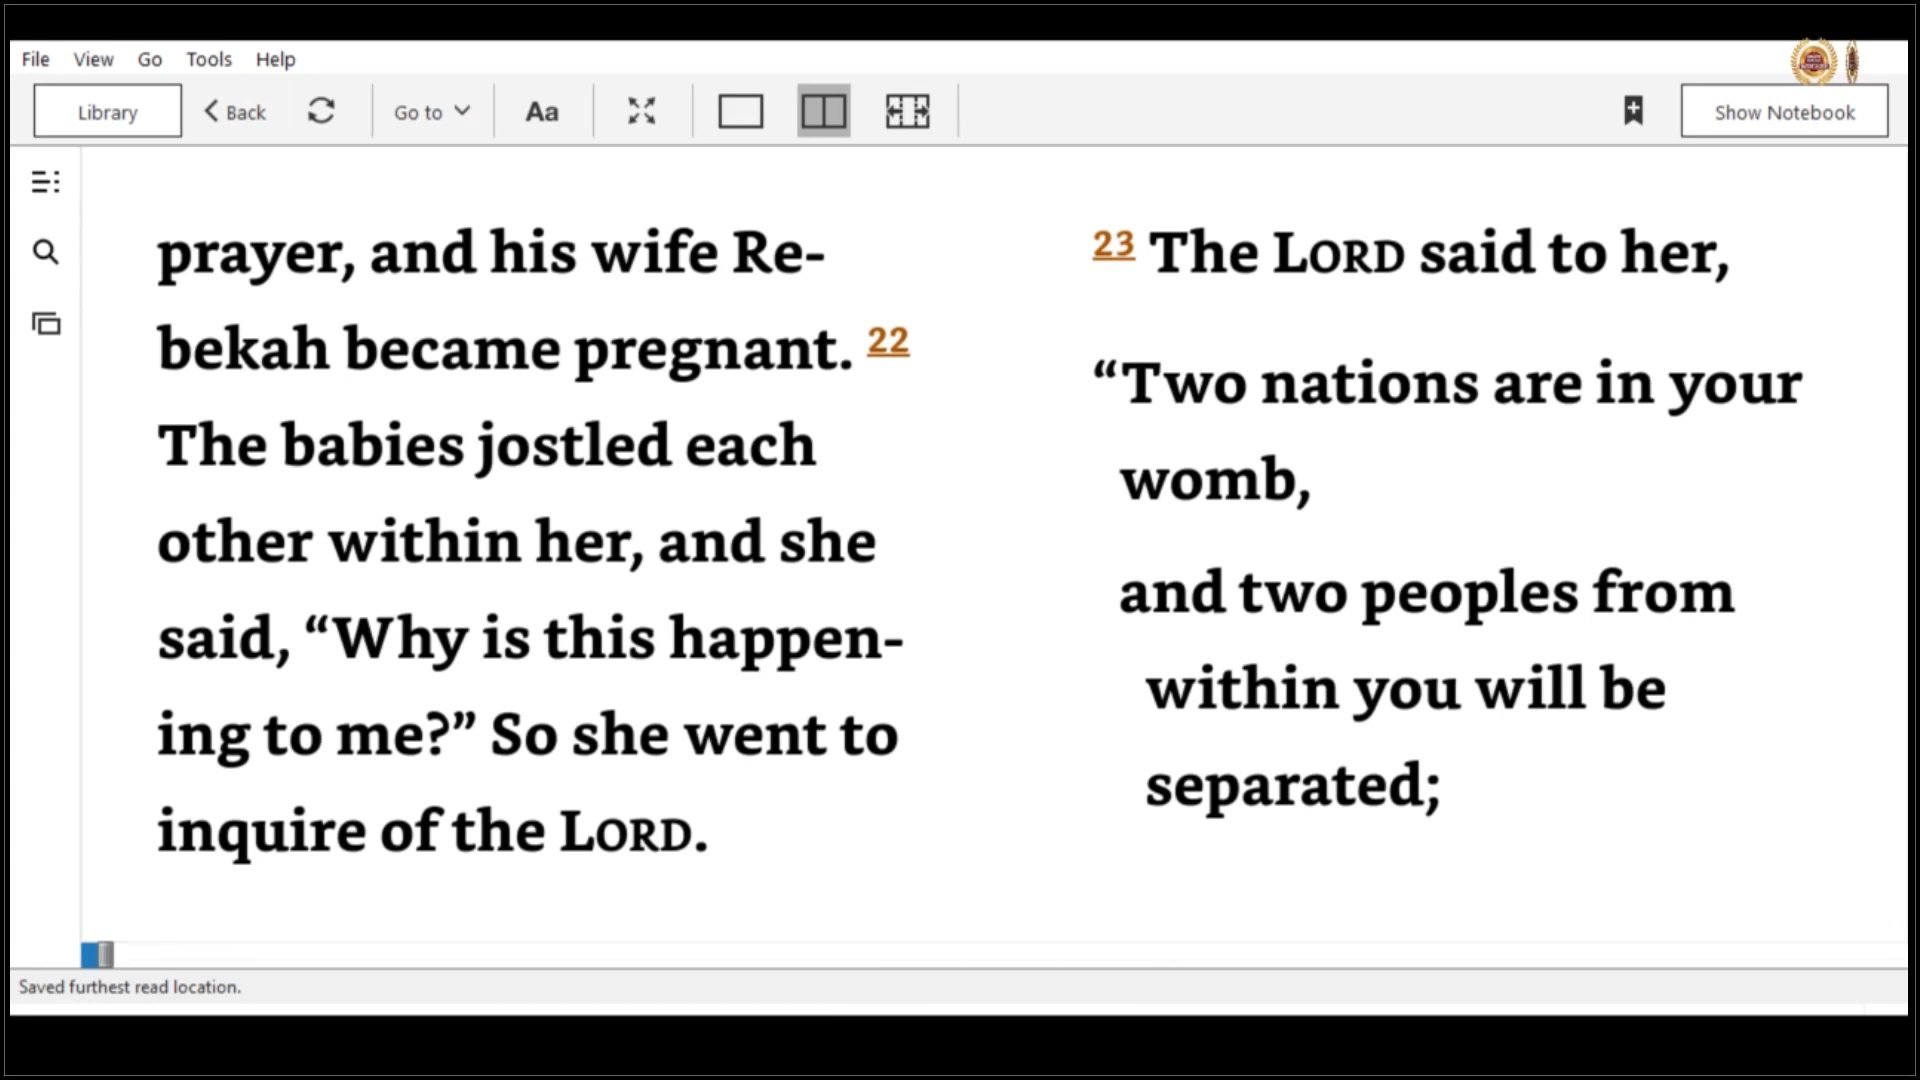 File View Go Tools Help
Library Back Go to Aa Show Notebook
prayer, and his wife Re-
bekah became pregnant. 22
The babies jostled each
other within her, and she
said, “Why is this happen-
ing to me?” So she went to
inquire of the LORD.
23 The LORD said to her,
“Two nations are in your
womb,
and two peoples from
within you will be
separated;
Saved furthest read location.